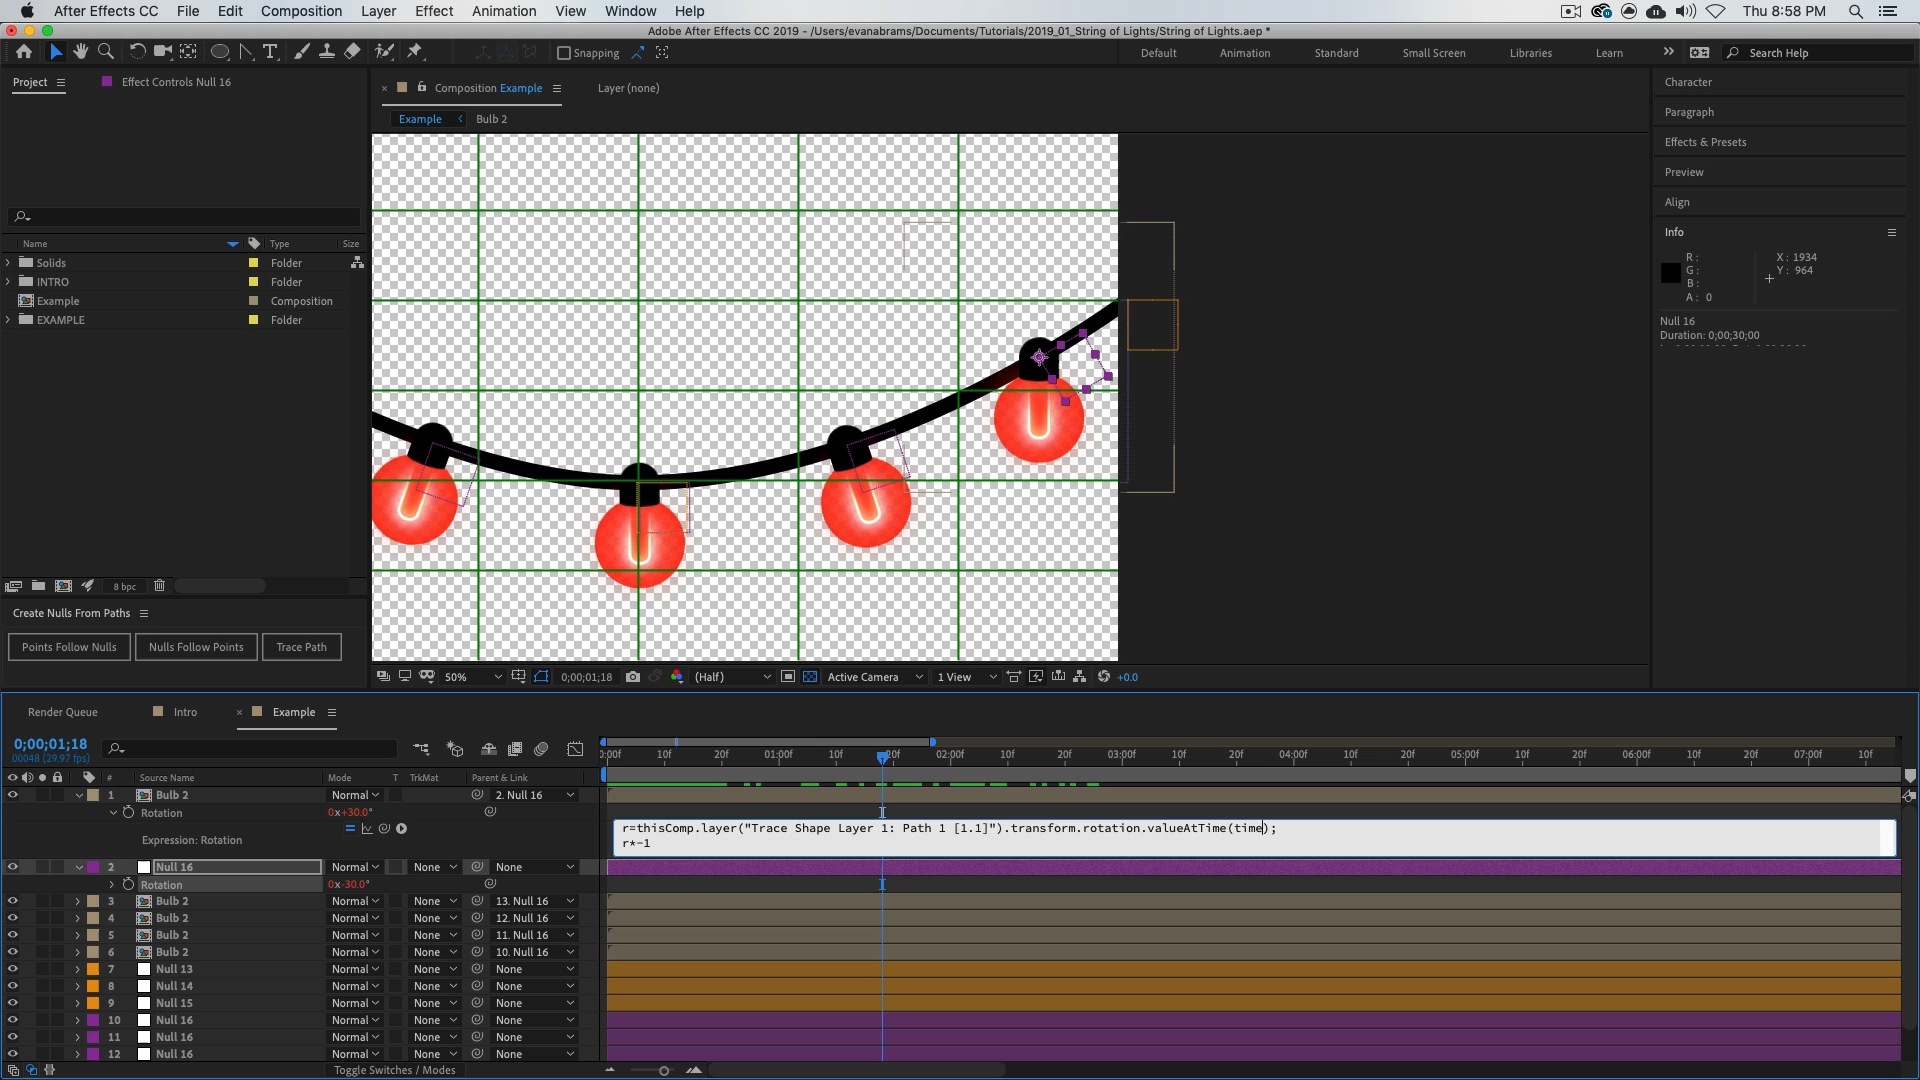 After Effects CC File Edit Composition Layer Effect Animation View Window Help Thu 8:58 PM
Adobe After Effects CC 2019 - /Users/evanabrams/Documents/Tutorials/2019_01_String of Lights/String of Lights.aep *
Snapping Default Animation Standard Small Screen Libraries Learn Search Help
Project Effect Controls Null 16
Composition Example Layer (none)
Example Bulb 2
Name Type Size
Solids Folder
INTRO Folder
Example Composition
EXAMPLE Folder
8 bpc
Create Nulls From Paths
Points Follow Nulls Nulls Follow Points Trace Path
50% 0;00;01;18 (Half) Active Camera 1 View +0.0
Character
Paragraph
Effects & Presets
Preview
Align
Info
R : X : 1934
G : Y : 964
B :
A : 0
Null 16
Duration: 0;00;30;00
Render Queue Intro Example
0;00;01;18
00048 (29.97 fps)
0:00f 10f 20f 01:00f 10f 20f 02:00f 10f 20f 03:00f 10f 20f 04:00f 10f 20f 05:00f 10f 20f 06:00f 10f 20f 07:00f 10f
# Source Name Mode T TrkMat Parent & Link
1 Bulb 2 Normal 2. Null 16
Rotation 0x+30.0°
Expression: Rotation
r=thisComp.layer("Trace Shape Layer 1: Path 1 [1.1]").transform.rotation.valueAtTime(time);
r*-1
2 Null 16 Normal None
Rotation 0x-30.0°
3 Bulb 2 Normal None 13. Null 16
4 Bulb 2 Normal None 12. Null 16
5 Bulb 2 Normal None 11. Null 16
6 Bulb 2 Normal None 10. Null 16
7 Null 13 Normal None None
8 Null 14 Normal None None
9 Null 15 Normal None None
10 Null 16 Normal None None
11 Null 16 Normal None None
12 Null 16 Normal None None
Toggle Switches / Modes